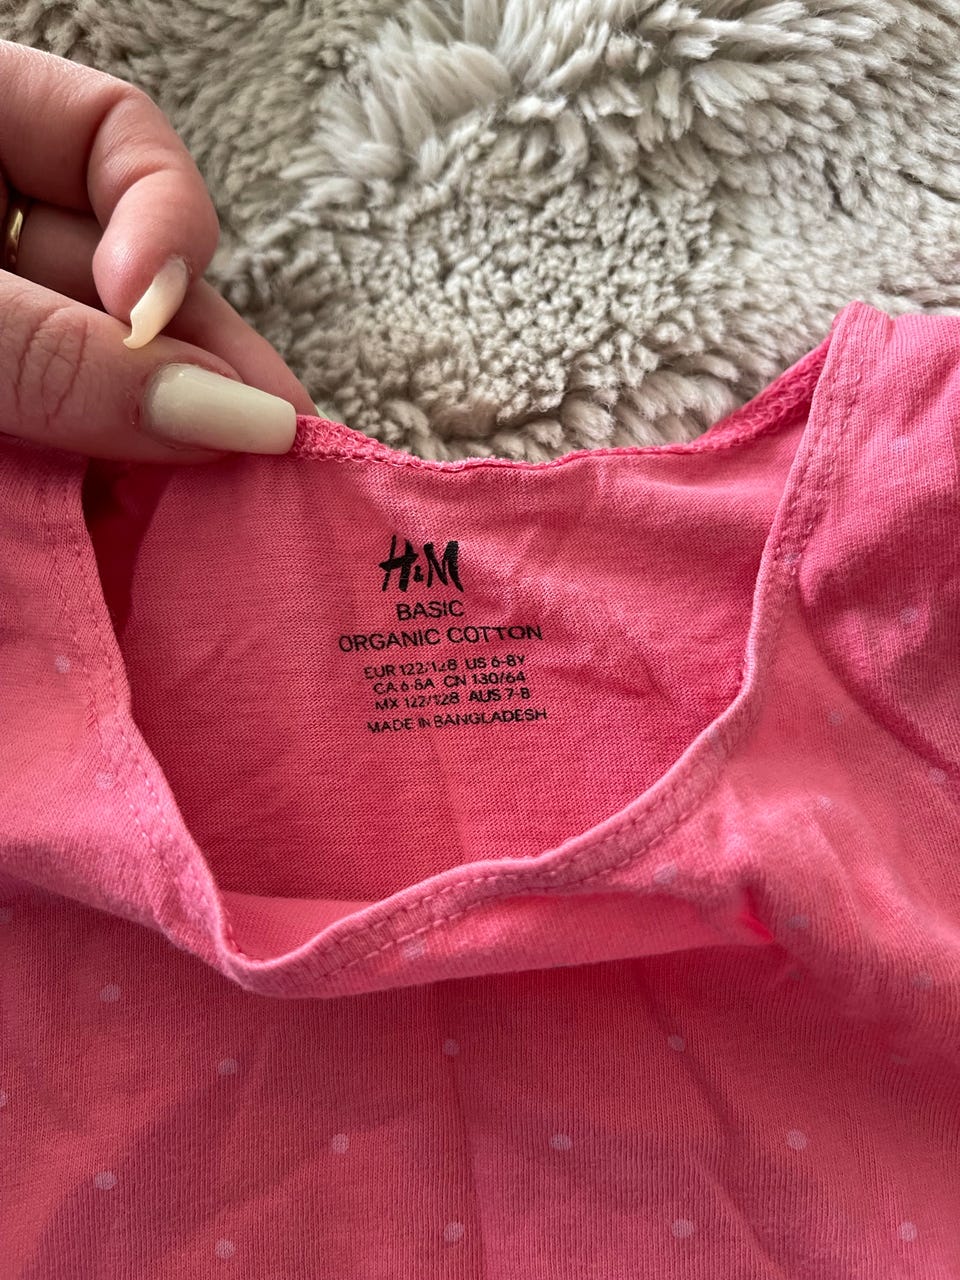 H&M
BASIC
ORGANIC COTTON
EUR 122/128 US 6-8Y
CA 6-8A CN 130/64
MX 122/128 AUS 7-8
MADE IN BANGLADESH